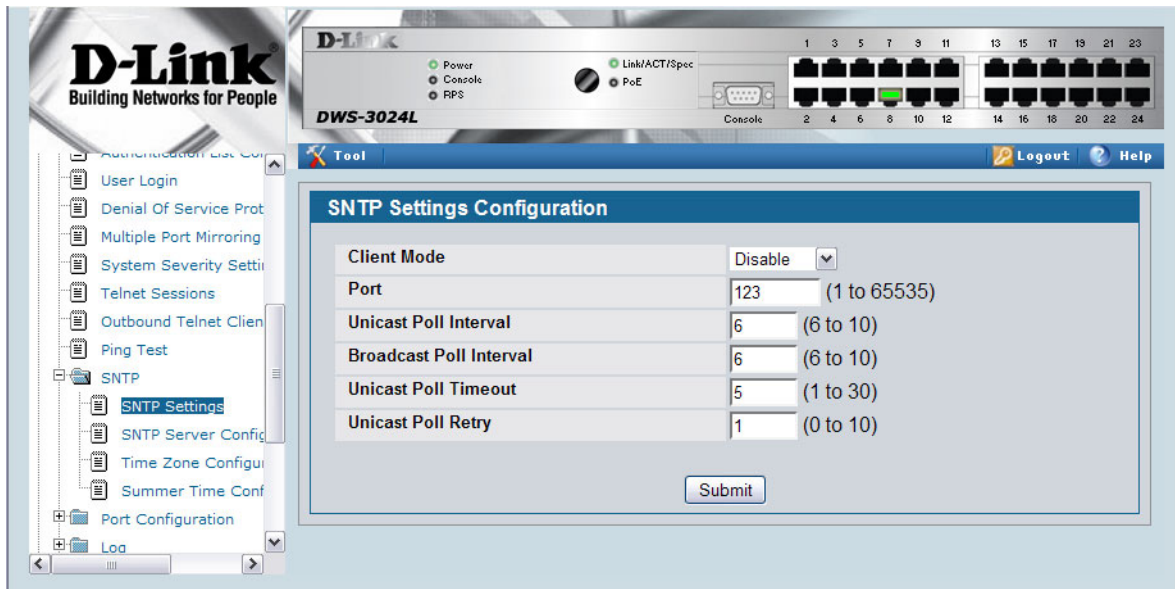 D-Link
Building Networks for People
D-Link
Power
Console
RPS
Link/ACT/Spec
PoE
DWS-3024L
Console
1 3 5 7 9 11 13 15 17 19 21 23
2 4 6 8 10 12 14 16 18 20 22 24
Tool
Logout
Help
Authentication List Con
User Login
Denial Of Service Prot
Multiple Port Mirroring
System Severity Settin
Telnet Sessions
Outbound Telnet Clien
Ping Test
SNTP
SNTP Settings
SNTP Server Config
Time Zone Configur
Summer Time Conf
Port Configuration
Log
SNTP Settings Configuration
Client Mode Disable
Port 123 (1 to 65535)
Unicast Poll Interval 6 (6 to 10)
Broadcast Poll Interval 6 (6 to 10)
Unicast Poll Timeout 5 (1 to 30)
Unicast Poll Retry 1 (0 to 10)
Submit